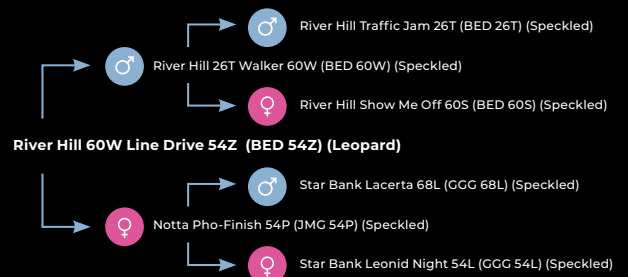 River Hill Traffic Jam 26T (BED 26T) (Speckled)
River Hill 26T Walker 60W (BED 60W) (Speckled)
River Hill Show Me Off 60S (BED 60S) (Speckled)
River Hill 60W Line Drive 54Z (BED 54Z) (Leopard)
Star Bank Lacerta 68L (GGG 68L) (Speckled)
Notta Pho-Finish 54P (JMG 54P) (Speckled)
Star Bank Leonid Night 54L (GGG 54L) (Speckled)